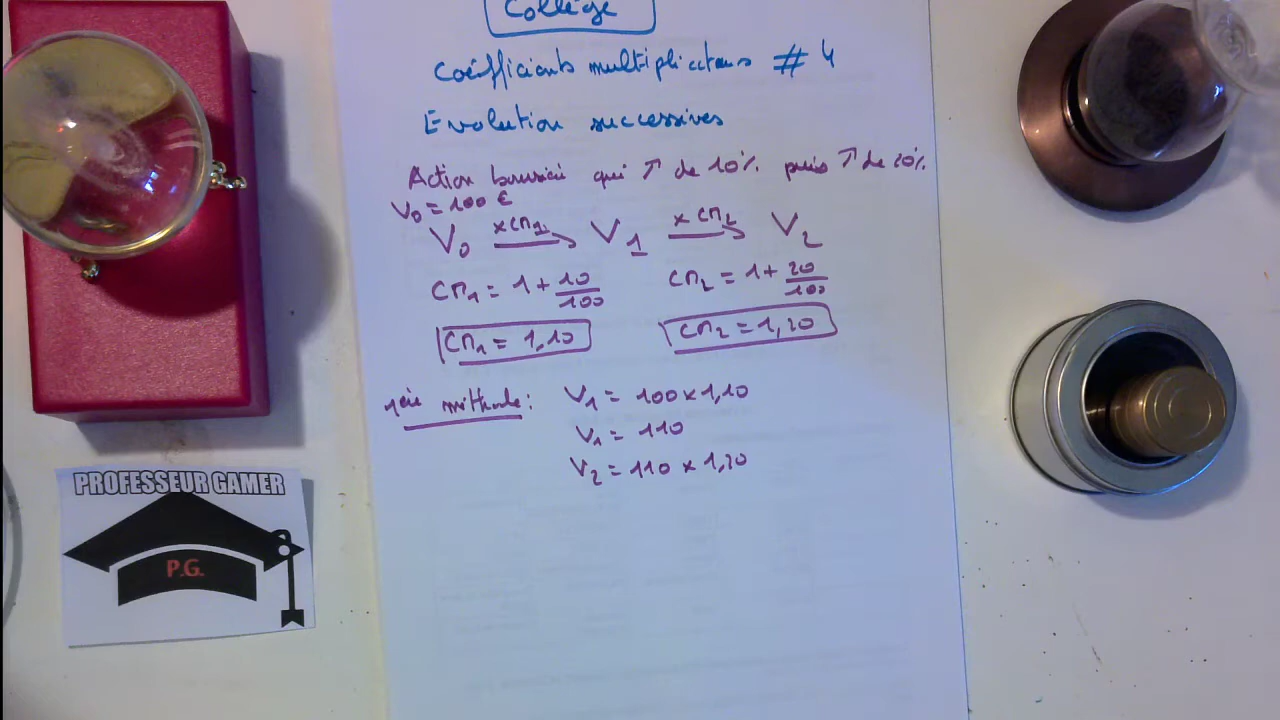 Collège
Coefficients multiplicateurs # 4
Evolution successives
Action boursière qui ↑ de 10% puis ↑ de 20%
V₀ = 100 €
V₀ ×CM₁→ V₁ ×CM₂→ V₂
CM₁ = 1 + 10/100 CM₂ = 1 + 20/100
CM₁ = 1,10 CM₂ = 1,20
1ère méthode : V₁ = 100 × 1,10
V₁ = 110
V₂ = 110 × 1,20
PROFESSEUR GAMER
P.G.